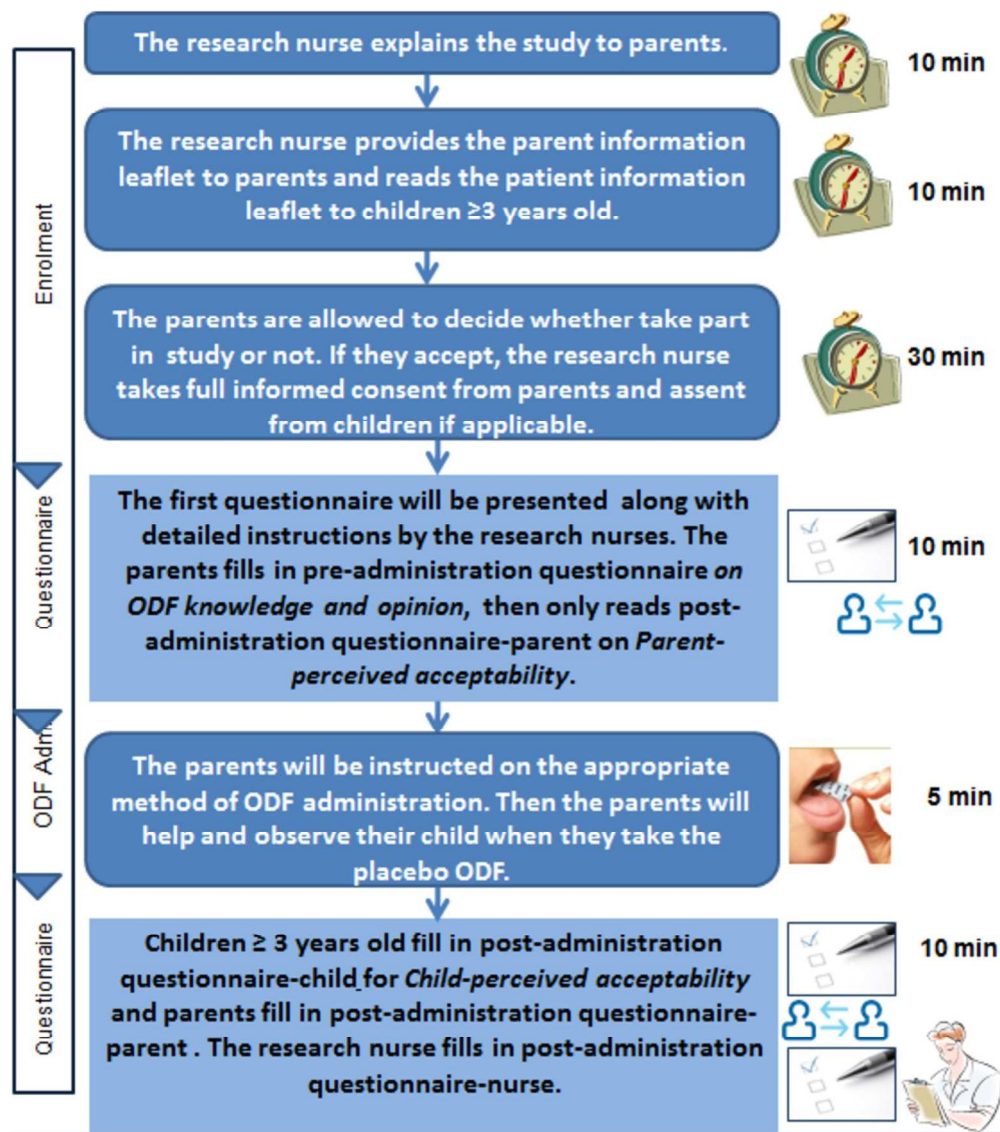 The research nurse explains the study to parents.
10 min
The research nurse provides the parent information
leaflet to parents and reads the patient information
leaflet to children ≥3 years old.
10 min
Enrolment
The parents are allowed to decide whether take part
in study or not. If they accept, the research nurse
takes full informed consent from parents and assent
from children if applicable.
30 min
Questionnaire
The first questionnaire will be presented along with
detailed instructions by the research nurses. The
parents fills in pre-administration questionnaire on
ODF knowledge and opinion, then only reads post-
administration questionnaire-parent on Parent-
perceived acceptability.
10 min
ODF Adm.
The parents will be instructed on the appropriate
method of ODF administration. Then the parents will
help and observe their child when they take the
placebo ODF.
5 min
Questionnaire
Children ≥ 3 years old fill in post-administration
questionnaire-child for Child-perceived acceptability
and parents fill in post-administration questionnaire-
parent . The research nurse fills in post-administration
questionnaire-nurse.
10 min